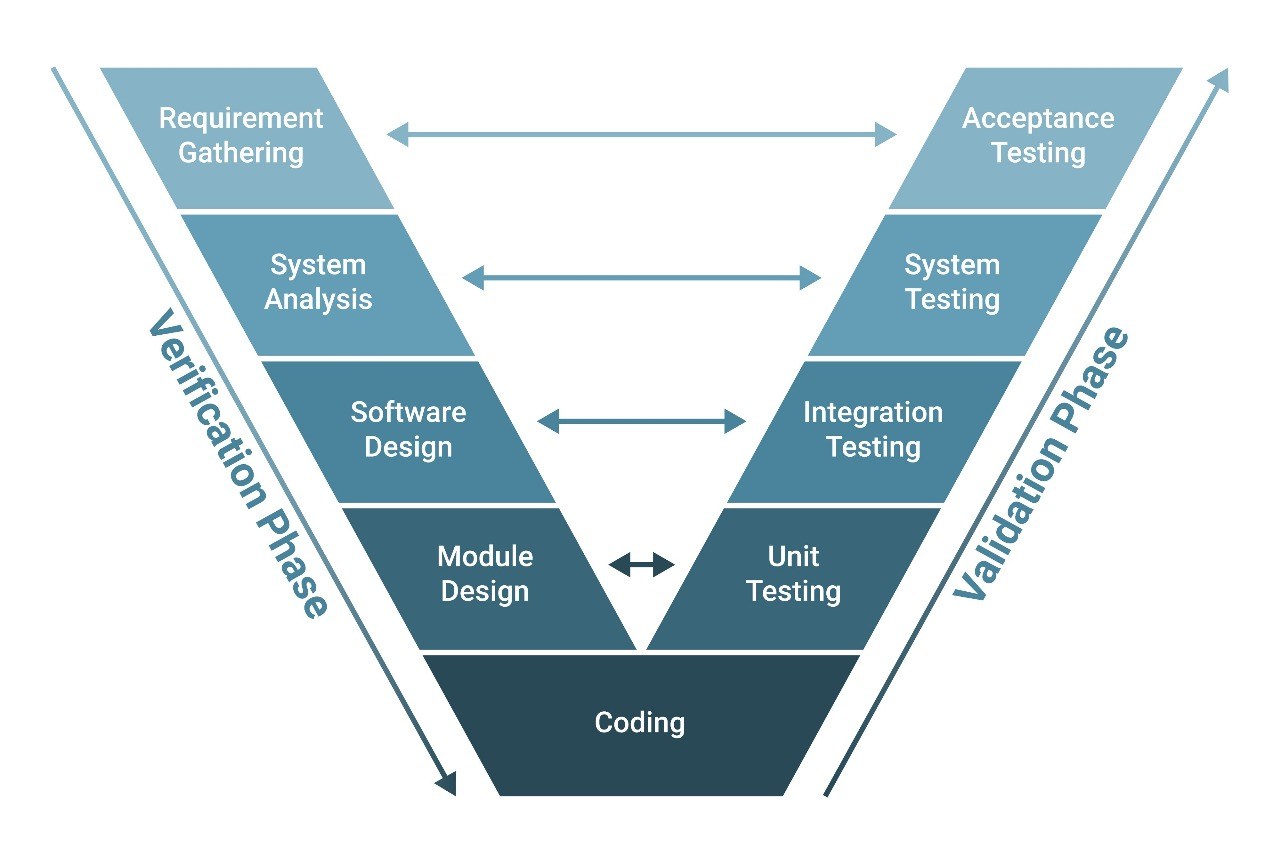 Requirement
Gathering
Acceptance
Testing
System
Analysis
System
Testing
Verification Phase
Validation Phase
Software
Design
Integration
Testing
Module
Design
Unit
Testing
Coding